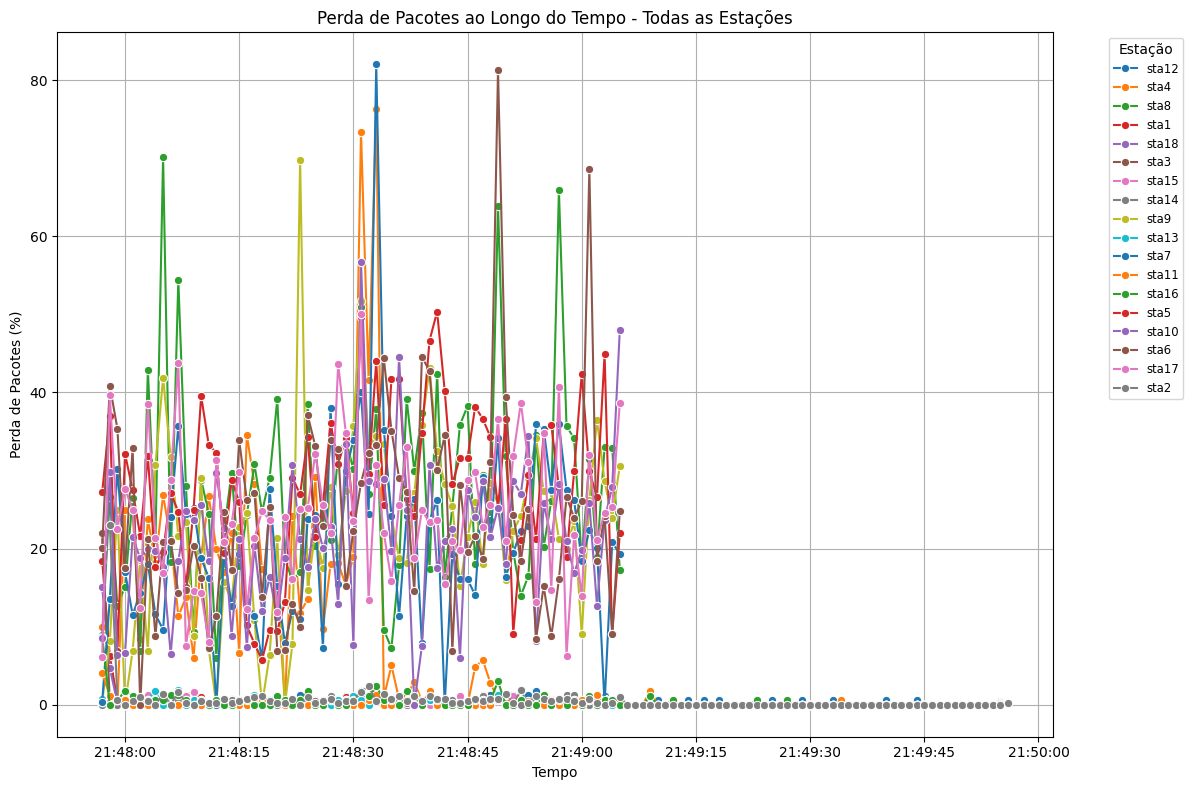 Perda de Pacotes ao Longo do Tempo - Todas as Estações
Perda de Pacotes (%)
80
60
40
20
0
21:48:00
21:48:15
21:48:30
21:48:45
21:49:00
21:49:15
21:49:30
21:49:45
21:50:00
Tempo
Estação
sta12
sta4
sta8
sta1
sta18
sta3
sta15
sta14
sta9
sta13
sta7
sta11
sta16
sta5
sta10
sta6
sta17
sta2